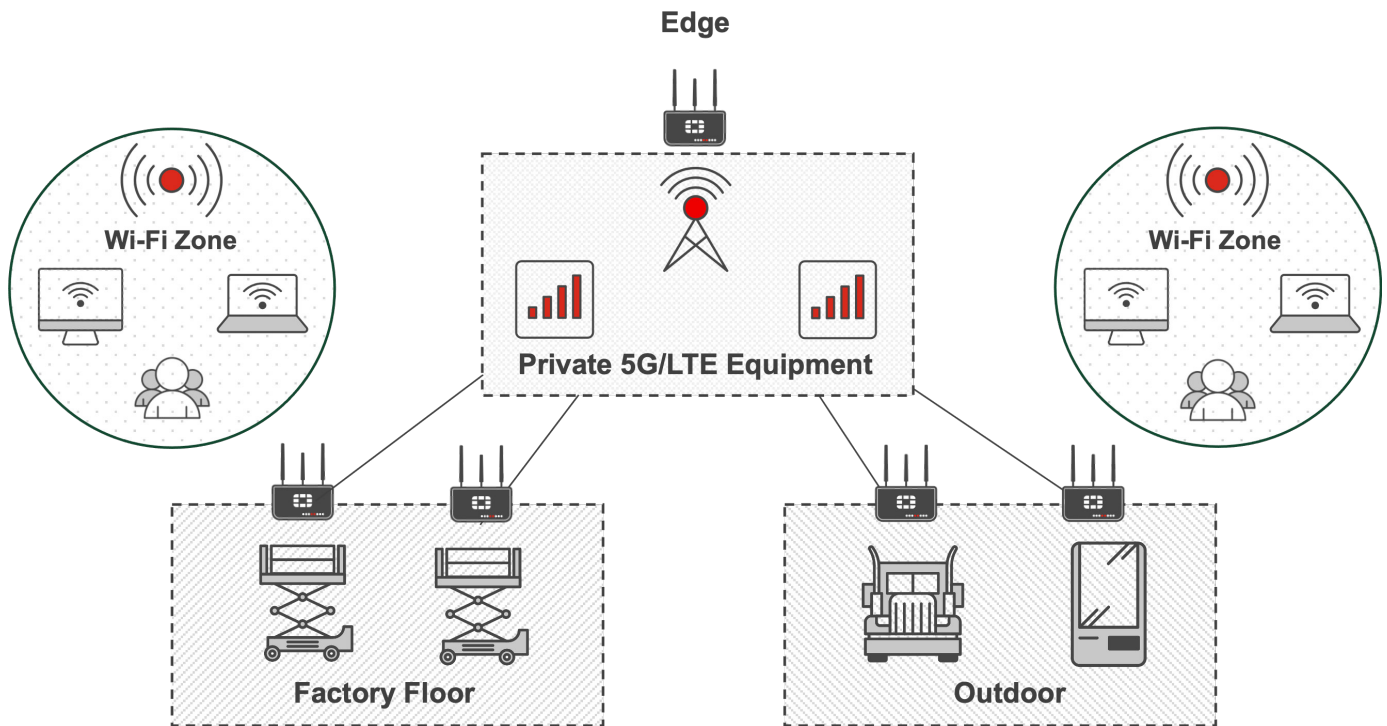 Edge
Wi-Fi Zone
Wi-Fi Zone
Private 5G/LTE Equipment
Factory Floor
Outdoor